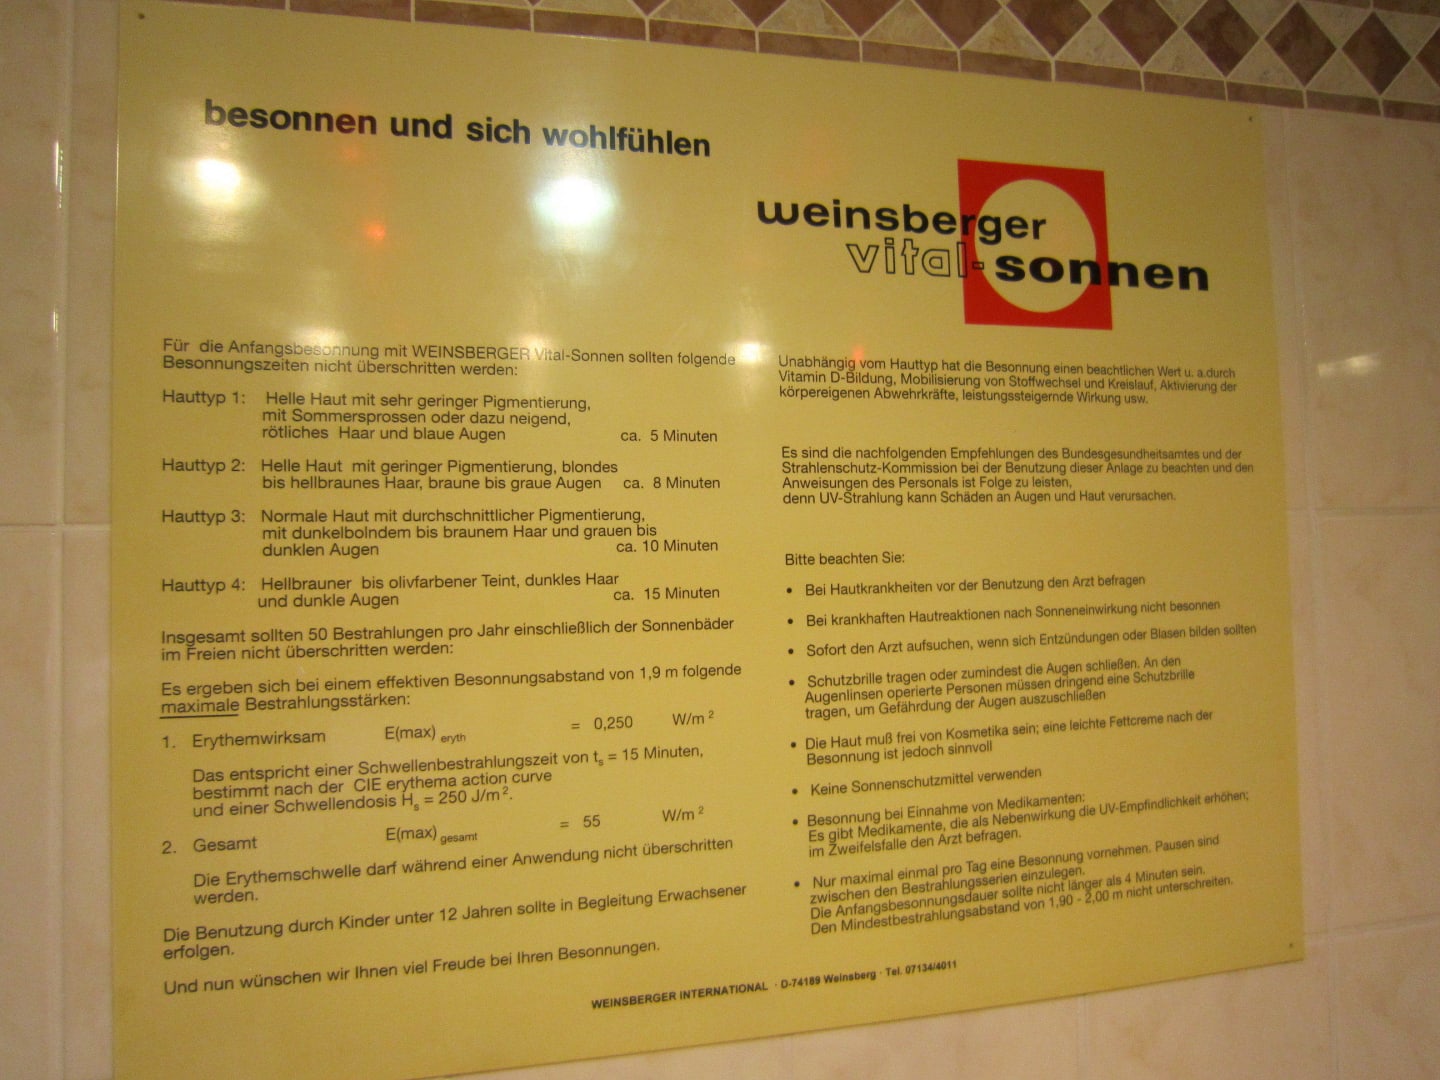 besonnen und sich wohlfühlen
weinsberger
vital-sonnen
Für die Anfangsbesonnung mit WEINSBERGER Vital-Sonnen sollten folgende
Besonnungszeiten nicht überschritten werden:
Hauttyp 1: Helle Haut mit sehr geringer Pigmentierung,
mit Sommersprossen oder dazu neigend,
rötliches Haar und blaue Augen ca. 5 Minuten
Hauttyp 2: Helle Haut mit geringer Pigmentierung, blondes
bis hellbraunes Haar, braune bis graue Augen ca. 8 Minuten
Hauttyp 3: Normale Haut mit durchschnittlicher Pigmentierung,
mit dunkelbolndem bis braunem Haar und grauen bis
dunklen Augen ca. 10 Minuten
Hauttyp 4: Hellbrauner bis olivfarbener Teint, dunkles Haar
und dunkle Augen ca. 15 Minuten
Insgesamt sollten 50 Bestrahlungen pro Jahr einschließlich der Sonnenbäder
im Freien nicht überschritten werden:
Es ergeben sich bei einem effektiven Besonnungsabstand von 1,9 m folgende
maximale Bestrahlungsstärken:
1. Erythemwirksam E(max) eryth = 0,250 W/m²
Das entspricht einer Schwellenbestrahlungszeit von ts = 15 Minuten,
bestimmt nach der CIE erythema action curve
und einer Schwellendosis Hs = 250 J/m².
2. Gesamt E(max) gesamt = 55 W/m²
Die Erythemschwelle darf während einer Anwendung nicht überschritten
werden.
Die Benutzung durch Kinder unter 12 Jahren sollte in Begleitung Erwachsener
erfolgen.
Und nun wünschen wir Ihnen viel Freude bei Ihren Besonnungen.
Unabhängig vom Hauttyp hat die Besonnung einen beachtlichen Wert u. a.durch
Vitamin D-Bildung, Mobilisierung von Stoffwechsel und Kreislauf, Aktivierung der
körpereigenen Abwehrkräfte, leistungssteigernde Wirkung usw.
Es sind die nachfolgenden Empfehlungen des Bundesgesundheitsamtes und der
Strahlenschutz-Kommission bei der Benutzung dieser Anlage zu beachten und den
Anweisungen des Personals ist Folge zu leisten,
denn UV-Strahlung kann Schäden an Augen und Haut verursachen.
Bitte beachten Sie:
• Bei Hautkrankheiten vor der Benutzung den Arzt befragen
• Bei krankhaften Hautreaktionen nach Sonneneinwirkung nicht besonnen
• Sofort den Arzt aufsuchen, wenn sich Entzündungen oder Blasen bilden sollten
• Schutzbrille tragen oder zumindest die Augen schließen. An den
Augenlinsen operierte Personen müssen dringend eine Schutzbrille
tragen, um Gefährdung der Augen auszuschließen
• Die Haut muß frei von Kosmetika sein; eine leichte Fettcreme nach der
Besonnung ist jedoch sinnvoll
• Keine Sonnenschutzmittel verwenden
• Besonnung bei Einnahme von Medikamenten:
Es gibt Medikamente, die als Nebenwirkung die UV-Empfindlichkeit erhöhen;
im Zweifelsfalle den Arzt befragen.
• Nur maximal einmal pro Tag eine Besonnung vornehmen. Pausen sind
zwischen den Bestrahlungsserien einzulegen.
Die Anfangsbesonnungsdauer sollte nicht länger als 4 Minuten sein.
Den Mindestbestrahlungsabstand von 1,90 - 2,00 m nicht unterschreiten.
WEINSBERGER INTERNATIONAL · D-74189 Weinsberg · Tel. 07134/4011